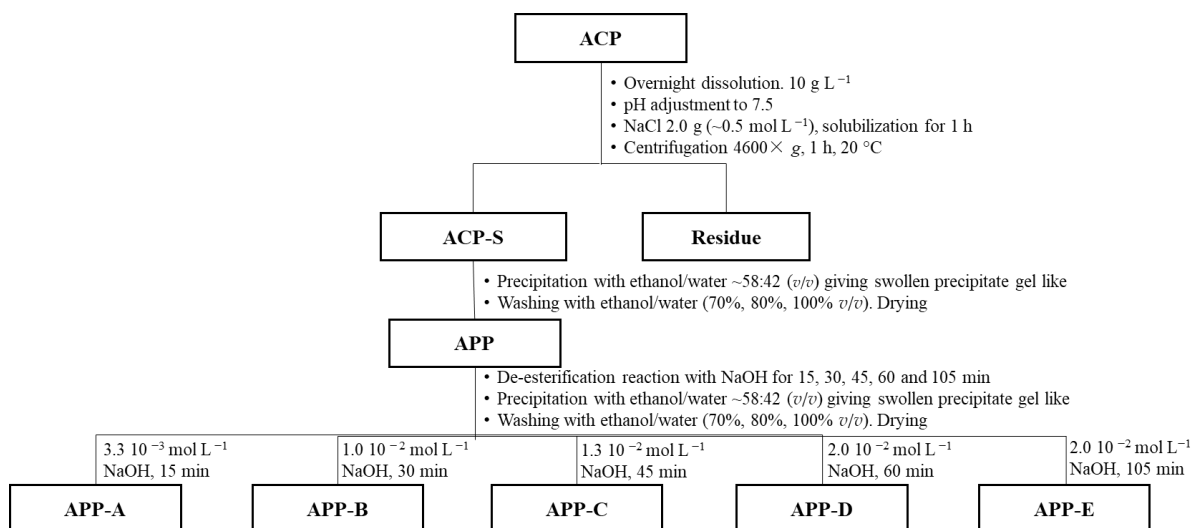 ACP
• Overnight dissolution. 10 g L⁻¹
• pH adjustment to 7.5
• NaCl 2.0 g (~0.5 mol L⁻¹), solubilization for 1 h
• Centrifugation 4600× g, 1 h, 20 °C
ACP-S
Residue
• Precipitation with ethanol/water ~58:42 (v/v) giving swollen precipitate gel like
• Washing with ethanol/water (70%, 80%, 100% v/v). Drying
APP
• De-esterification reaction with NaOH for 15, 30, 45, 60 and 105 min
• Precipitation with ethanol/water ~58:42 (v/v) giving swollen precipitate gel like
• Washing with ethanol/water (70%, 80%, 100% v/v). Drying
3.3 10⁻³ mol L⁻¹
NaOH, 15 min
1.0 10⁻² mol L⁻¹
NaOH, 30 min
1.3 10⁻² mol L⁻¹
NaOH, 45 min
2.0 10⁻² mol L⁻¹
NaOH, 60 min
2.0 10⁻² mol L⁻¹
NaOH, 105 min
APP-A
APP-B
APP-C
APP-D
APP-E